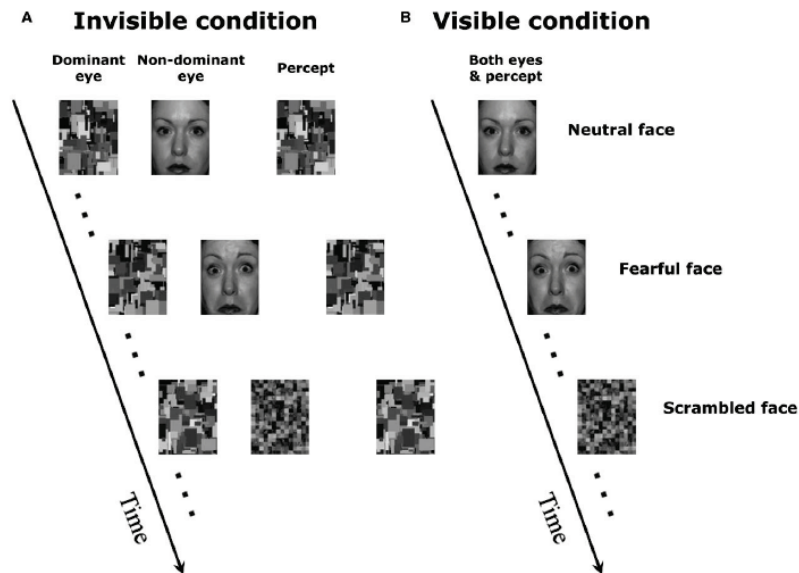 A
Invisible condition
B
Visible condition
Dominant
eye
Non-dominant
eye
Percept
Both eyes
& percept
Neutral face
Fearful face
Scrambled face
Time
Time